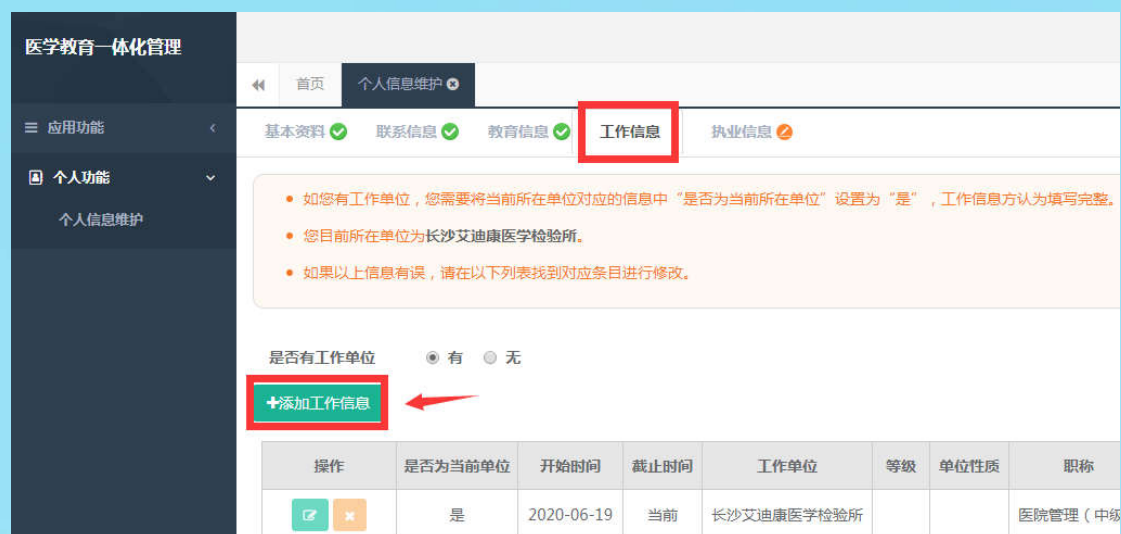 医学教育一体化管理
首页 个人信息维护
应用功能
基本资料 联系信息 教育信息 工作信息 执业信息
个人功能
个人信息维护
如您有工作单位，您需要将当前所在单位对应的信息中“是否为当前所在单位”设置为“是”，工作信息方认为填写完整。
您目前所在单位为长沙艾迪康医学检验所。
如果以上信息有误，请在以下列表找到对应条目进行修改。
是否有工作单位 有 无
+添加工作信息
操作 是否为当前单位 开始时间 截止时间 工作单位 等级 单位性质 职称
是 2020-06-19 当前 长沙艾迪康医学检验所 医院管理（中级